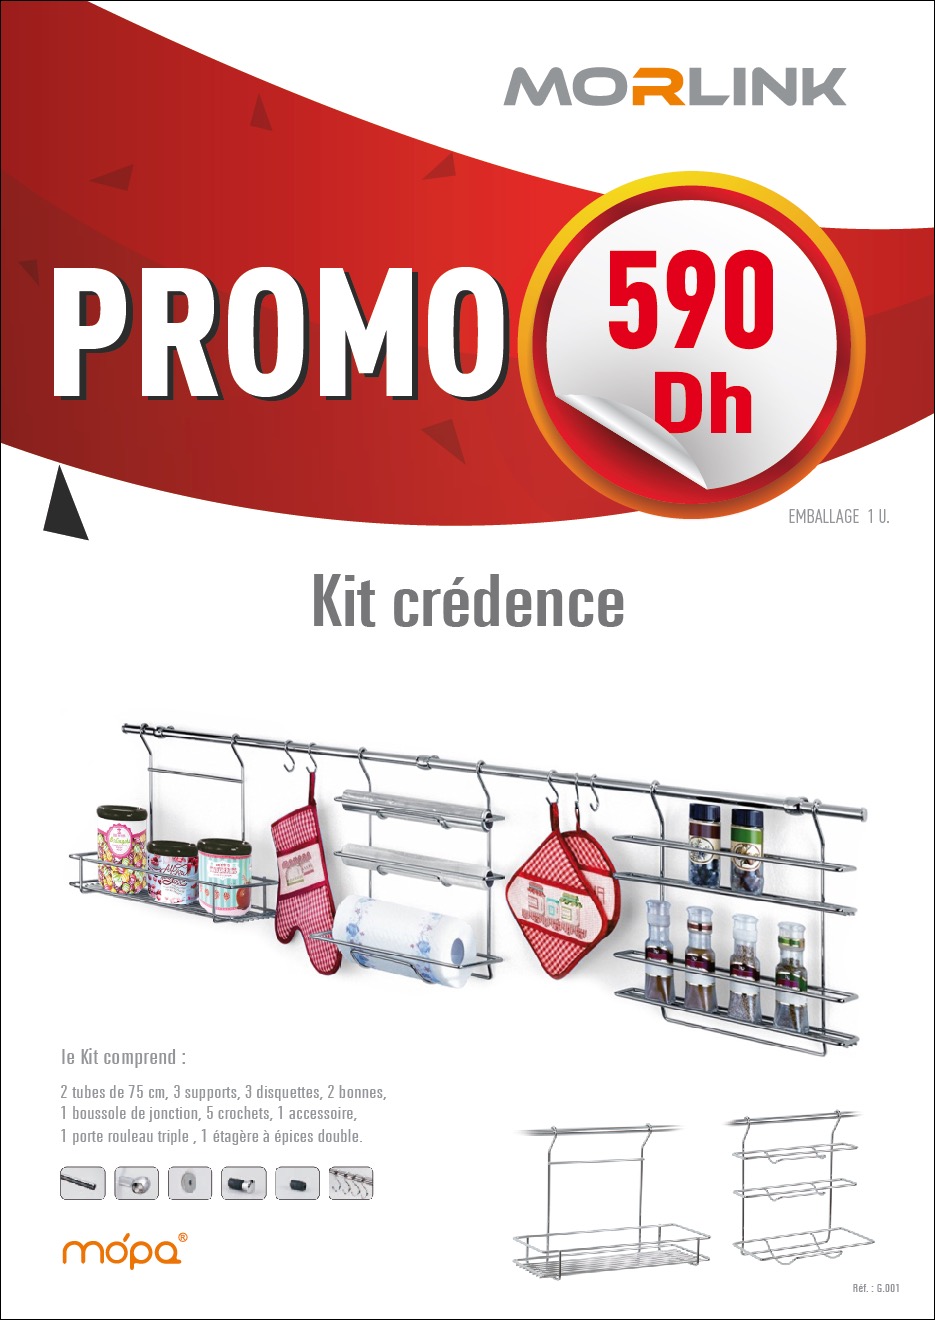 MORLINK
PROMO
590
Dh
EMBALLAGE 1 U.
Kit crédence
le Kit comprend :
2 tubes de 75 cm, 3 supports, 3 disquettes, 2 bonnes,
1 boussole de jonction, 5 crochets, 1 accessoire,
1 porte rouleau triple , 1 étagère à épices double.
mópa®
Réf. : G.001